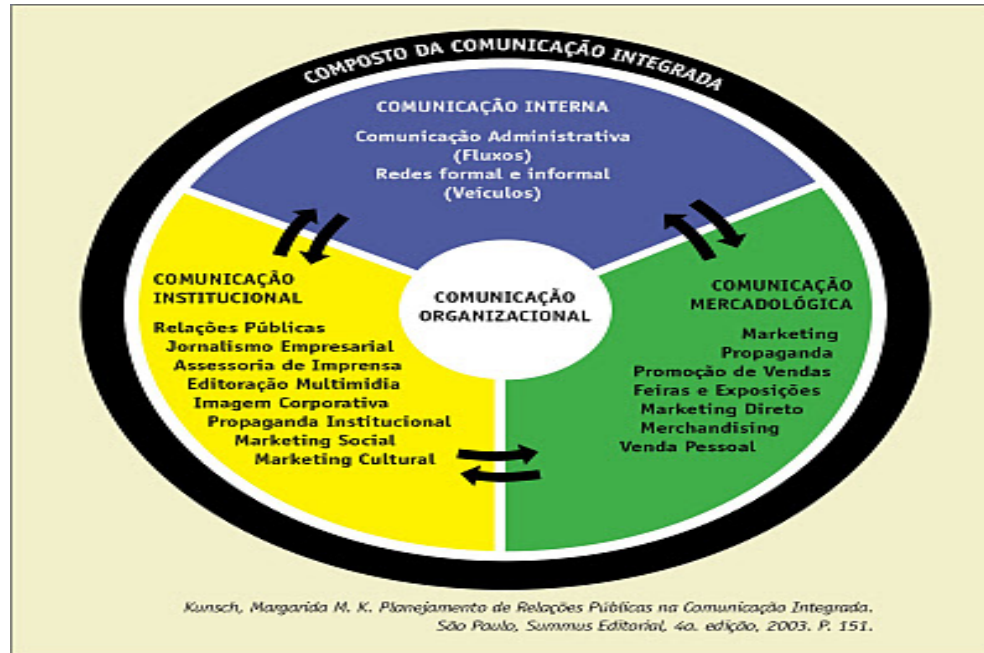 COMPOSTO DA COMUNICAÇÃO INTEGRADA
COMUNICAÇÃO INTERNA
Comunicação Administrativa
(Fluxos)
Redes formal e informal
(Veículos)
COMUNICAÇÃO
INSTITUCIONAL
Relações Públicas
Jornalismo Empresarial
Assessoria de Imprensa
Editoração Multimidia
Imagem Corporativa
Propaganda Institucional
Marketing Social
Marketing Cultural
COMUNICAÇÃO
ORGANIZACIONAL
COMUNICAÇÃO
MERCADOLÓGICA
Marketing
Propaganda
Promoção de Vendas
Feiras e Exposições
Marketing Direto
Merchandising
Venda Pessoal
Kunsch, Margarida M. K. Planejamento de Relações Públicas na Comunicação Integrada.
São Paulo, Summus Editorial, 4a. edição, 2003. P. 151.